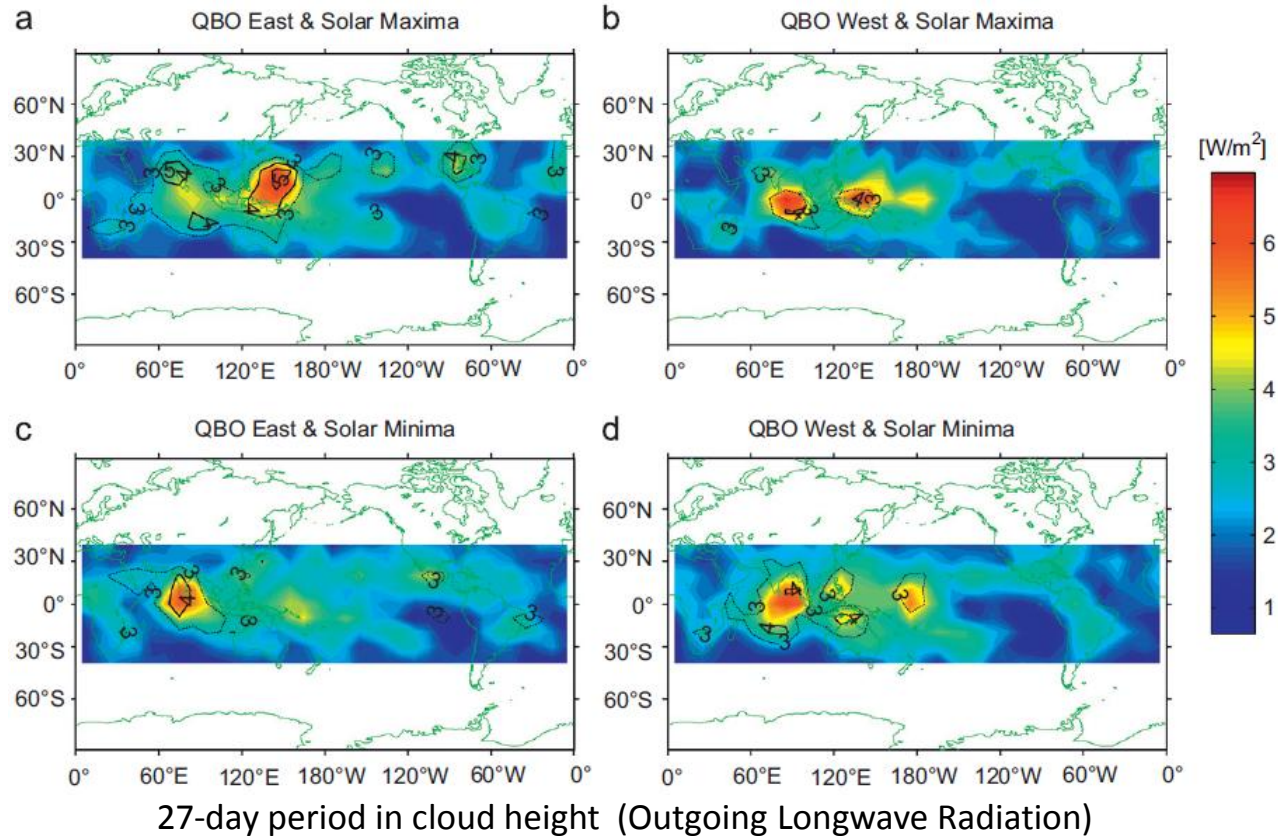 a QBO East & Solar Maxima
b QBO West & Solar Maxima
60°N
30°N
0°
30°S
60°S
0° 60°E 120°E 180°W 120°W 60°W 0°
60°N
30°N
0°
30°S
60°S
0° 60°E 120°E 180°W 120°W 60°W 0°
[W/m²]
6
5
4
3
2
1
c QBO East & Solar Minima
d QBO West & Solar Minima
60°N
30°N
0°
30°S
60°S
0° 60°E 120°E 180°W 120°W 60°W 0°
60°N
30°N
0°
30°S
60°S
0° 60°E 120°E 180°W 120°W 60°W 0°
27-day period in cloud height (Outgoing Longwave Radiation)